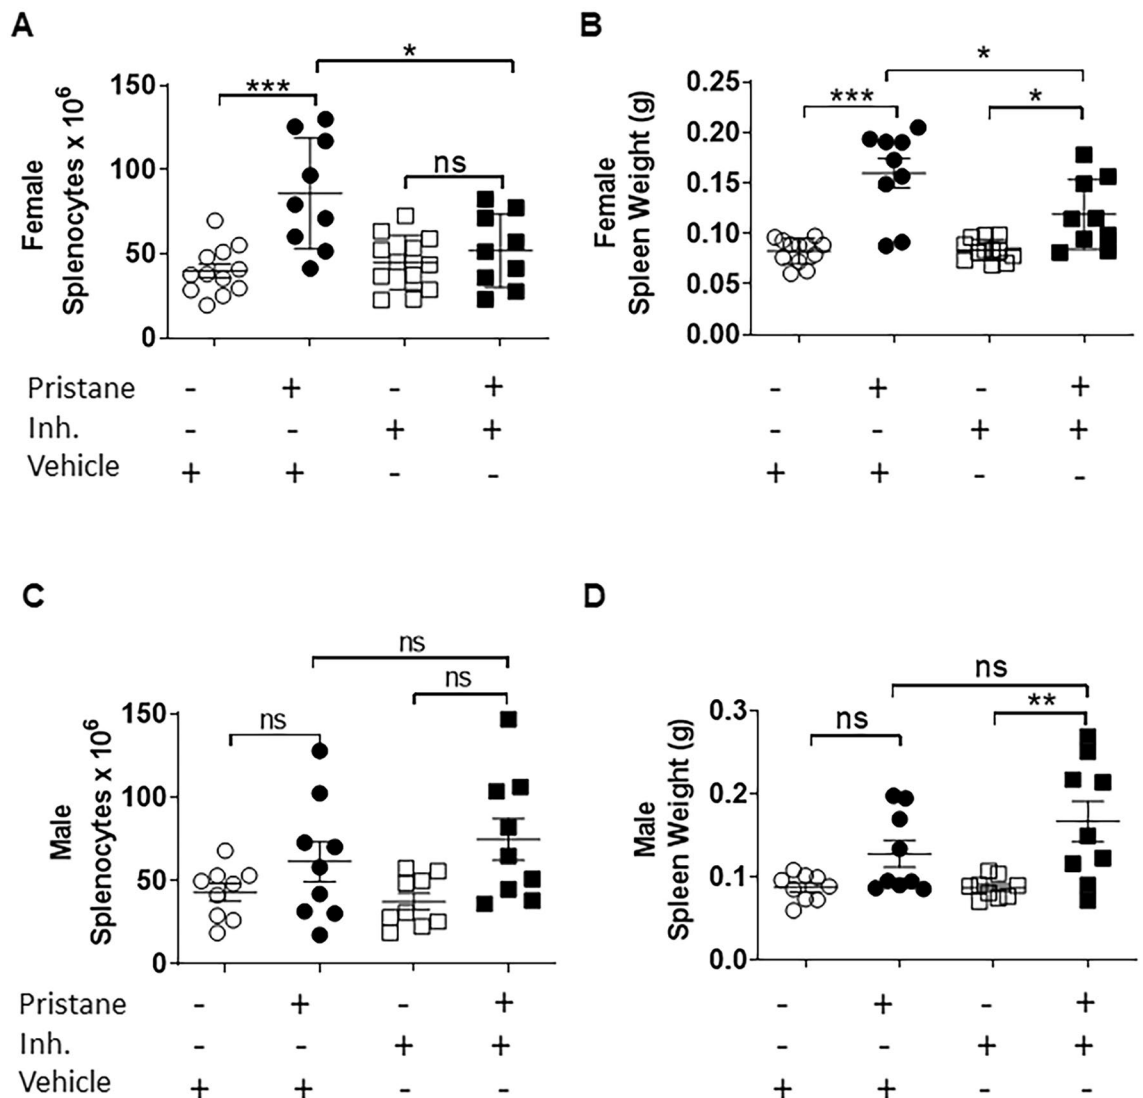 A
B
Female
Splenocytes x 10⁶
150
100
50
0
***
*
ns
Female
Spleen Weight (g)
0.25
0.20
0.15
0.10
0.05
0.00
***
*
*
Pristane - + - +
- + - +
Inh. - - + +
- - + +
Vehicle + + - -
+ + - -
C
D
Male
Splenocytes x 10⁶
150
100
50
0
ns
ns
ns
Male
Spleen Weight (g)
0.3
0.2
0.1
0.0
ns
ns
**
Pristane - + - +
- + - +
Inh. - - + +
- - + +
Vehicle + + - -
+ + - -